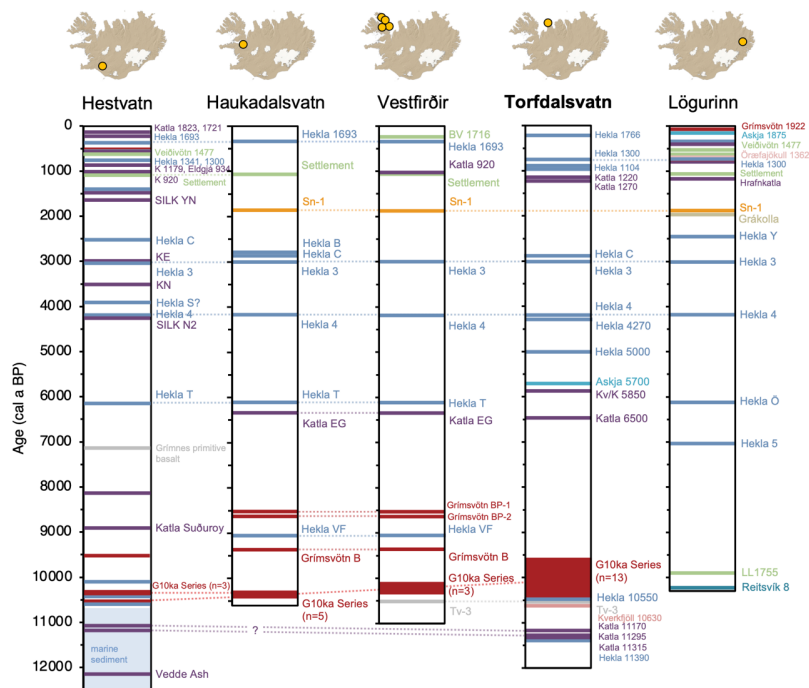 Hestvatn
Haukadalsvatn
Vestfirðir
Torfdalsvatn
Lögurinn
Age (cal a BP)
0
1000
2000
3000
4000
5000
6000
7000
8000
9000
10000
11000
12000
Katla 1823, 1721
Hekla 1693
Veiðivötn 1477
Hekla 1341, 1300
K 1179, Eldgjá 934
K 920
Settlement
SILK YN
Hekla C
KE
Hekla 3
KN
Hekla S?
Hekla 4
SILK N2
Hekla T
Grímnes primitive
basalt
Katla Suðuroy
G10ka Series (n=3)
marine
sediment
Vedde Ash
?
Hekla 1693
Settlement
Sn-1
Hekla B
Hekla C
Hekla 3
Hekla 4
Hekla T
Katla EG
Hekla VF
Grímsvötn B
G10ka Series
(n=5)
BV 1716
Hekla 1693
Katla 920
Settlement
Sn-1
Hekla 3
Hekla 4
Hekla T
Katla EG
Grímsvötn BP-1
Grímsvötn BP-2
Hekla VF
Grímsvötn B
G10ka Series
(n=3)
Tv-3
Hekla 1766
Hekla 1300
Hekla 1104
Katla 1220
Katla 1270
Hekla C
Hekla 3
Hekla 4
Hekla 4270
Hekla 5000
Askja 5700
Kv/K 5850
Katla 6500
G10ka Series
(n=13)
Hekla 10550
Tv-3
Kverkfjöll 10630
Katla 11170
Katla 11295
Katla 11315
Hekla 11390
Grímsvötn 1922
Askja 1875
Veiðivötn 1477
Öræfajökull 1362
Hekla 1300
Settlement
Hrafnkatla
Sn-1
Grákolla
Hekla Y
Hekla 3
Hekla 4
Hekla Ö
Hekla 5
LL1755
Reitsvík 8